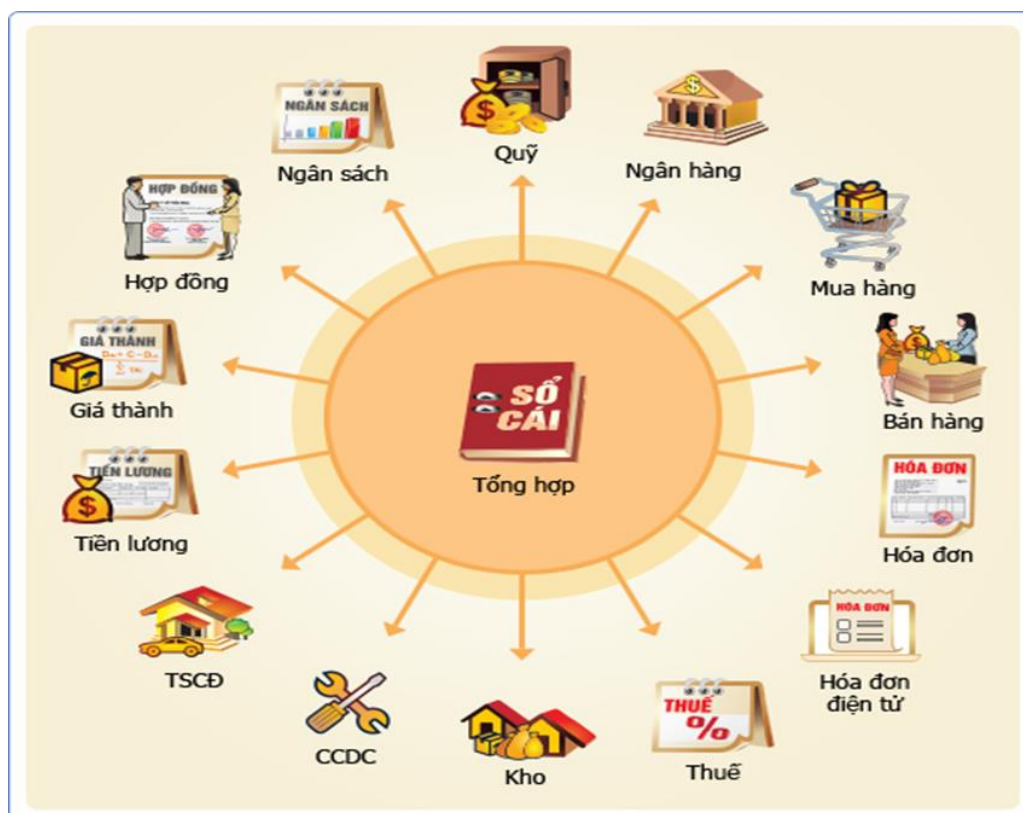 NGÂN SÁCH
Ngân sách
Quỹ
Ngân hàng
HỢP ĐỒNG
Hợp đồng
Mua hàng
GIÁ THÀNH
Giá thành
Bán hàng
SỔ
CÁI
Tổng hợp
TIỀN LƯƠNG
Tiền lương
HÓA ĐƠN
Hóa đơn
TSCĐ
HÓA ĐƠN
Hóa đơn
điện tử
CCDC
Kho
THUẾ
%
Thuế